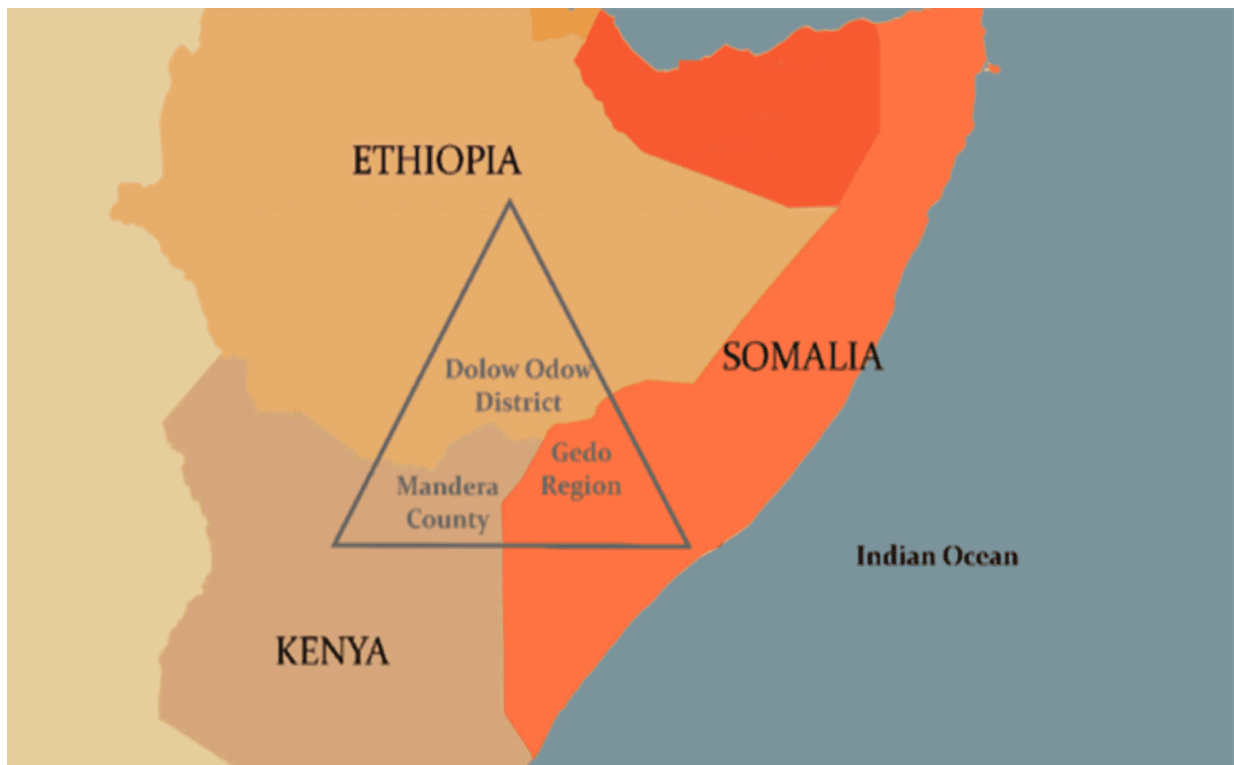 ETHIOPIA
SOMALIA
Dolow Odow
District
Gedo
Region
Mandera
County
Indian Ocean
KENYA